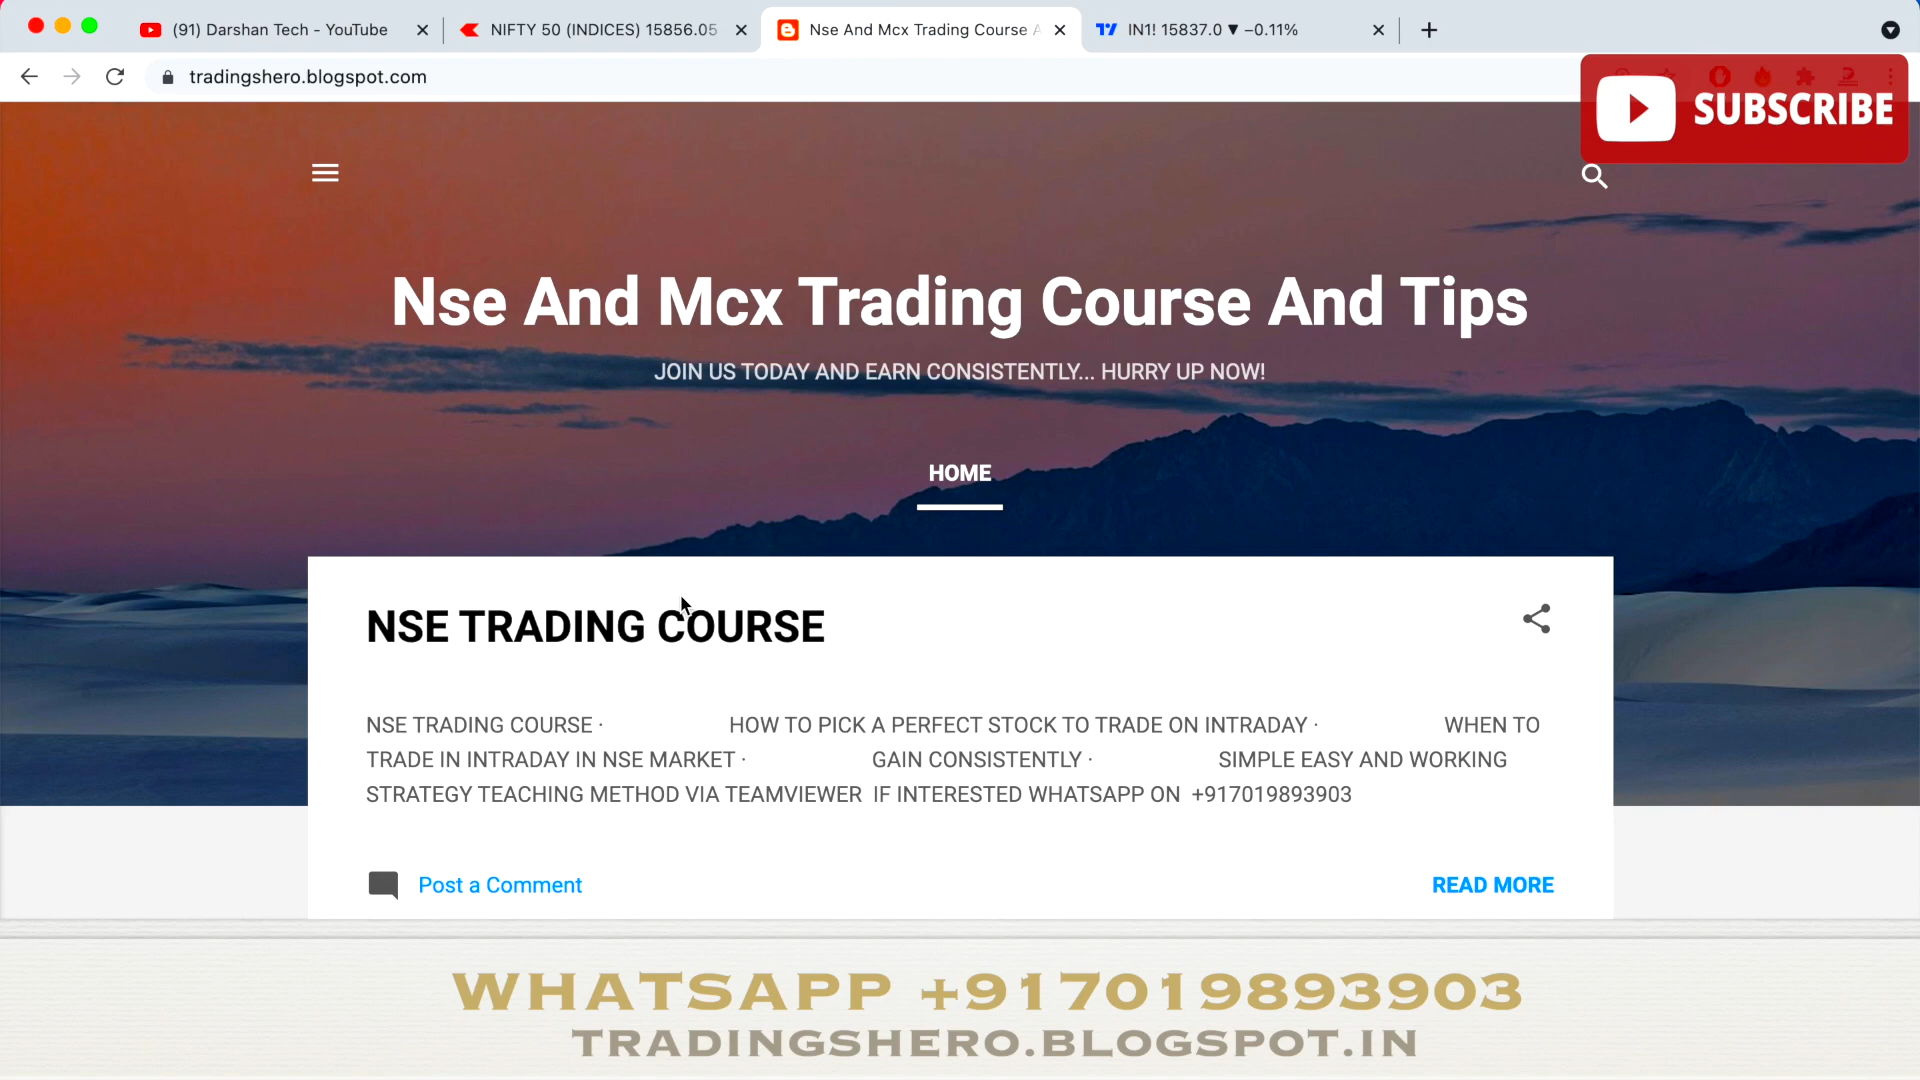 (91) Darshan Tech - YouTube
NIFTY 50 (INDICES) 15856.05
Nse And Mcx Trading Course A
IN1! 15837.0 ▼ −0.11%
tradingshero.blogspot.com
SUBSCRIBE
Nse And Mcx Trading Course And Tips
JOIN US TODAY AND EARN CONSISTENTLY... HURRY UP NOW!
HOME
NSE TRADING COURSE
NSE TRADING COURSE · HOW TO PICK A PERFECT STOCK TO TRADE ON INTRADAY · WHEN TO
TRADE IN INTRADAY IN NSE MARKET · GAIN CONSISTENTLY · SIMPLE EASY AND WORKING
STRATEGY TEACHING METHOD VIA TEAMVIEWER IF INTERESTED WHATSAPP ON +917019893903
Post a Comment
READ MORE
WHATSAPP +917019893903
TRADINGSHERO.BLOGSPOT.IN